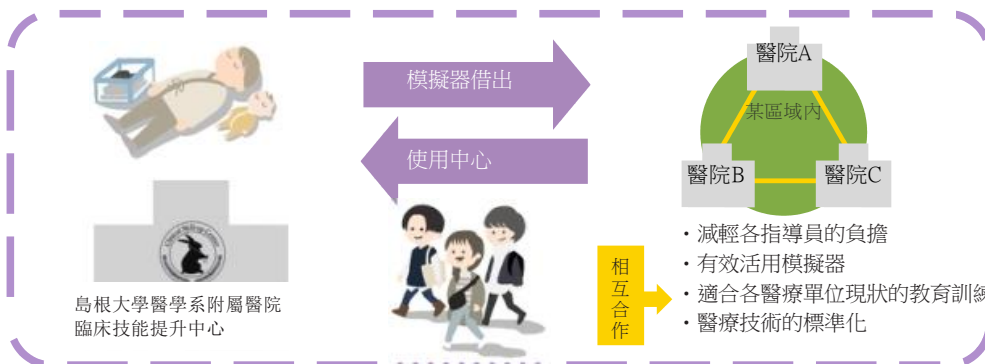 模擬器借出
使用中心
醫院A
某區域內
醫院B
醫院C
島根大學醫學系附屬醫院
臨床技能提升中心
相互合作
・減輕各指導員的負擔
・有效活用模擬器
・適合各醫療單位現狀的教育訓練
・醫療技術的標準化